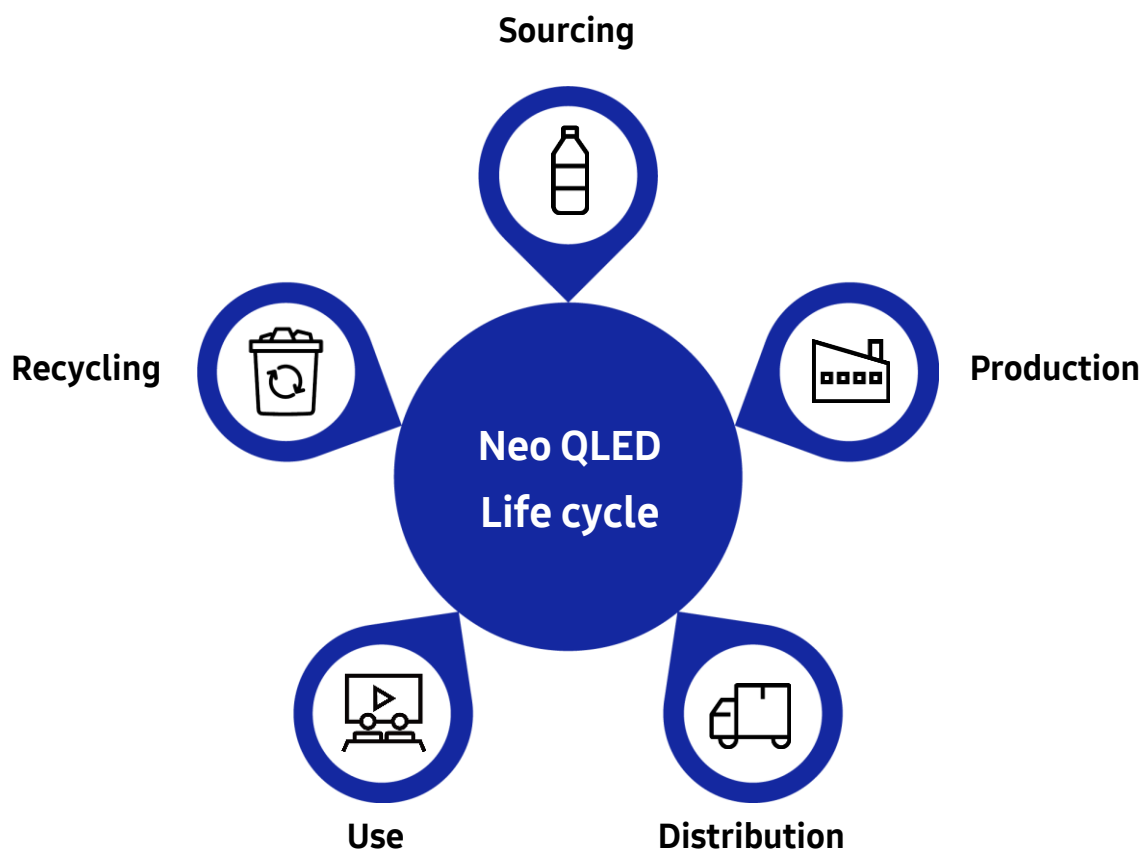 Sourcing
Recycling
Production
Neo QLED
Life cycle
Use
Distribution